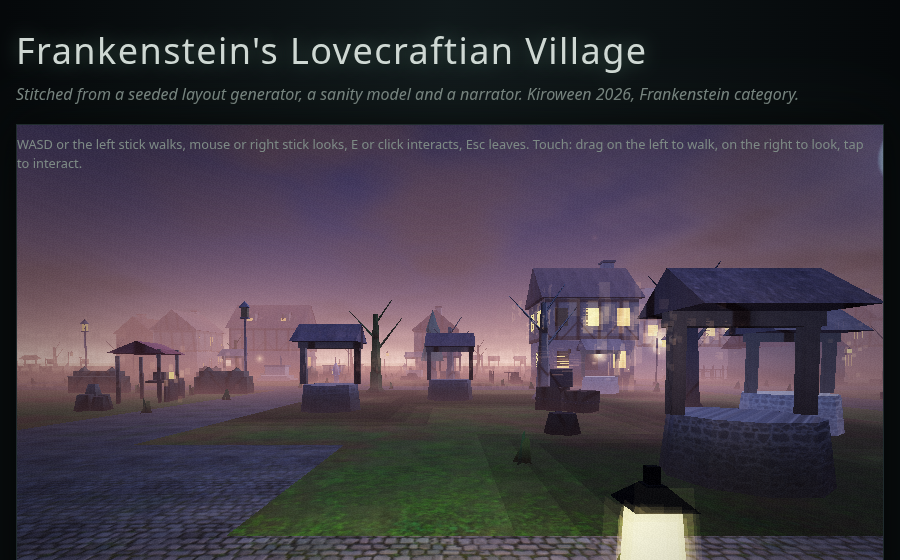 Frankenstein's Lovecraftian Village
Stitched from a seeded layout generator, a sanity model and a narrator. Kiroween 2026, Frankenstein category.
WASD or the left stick walks, mouse or right stick looks, E or click interacts, Esc leaves. Touch: drag on the left to walk, on the right to look, tap
to interact.